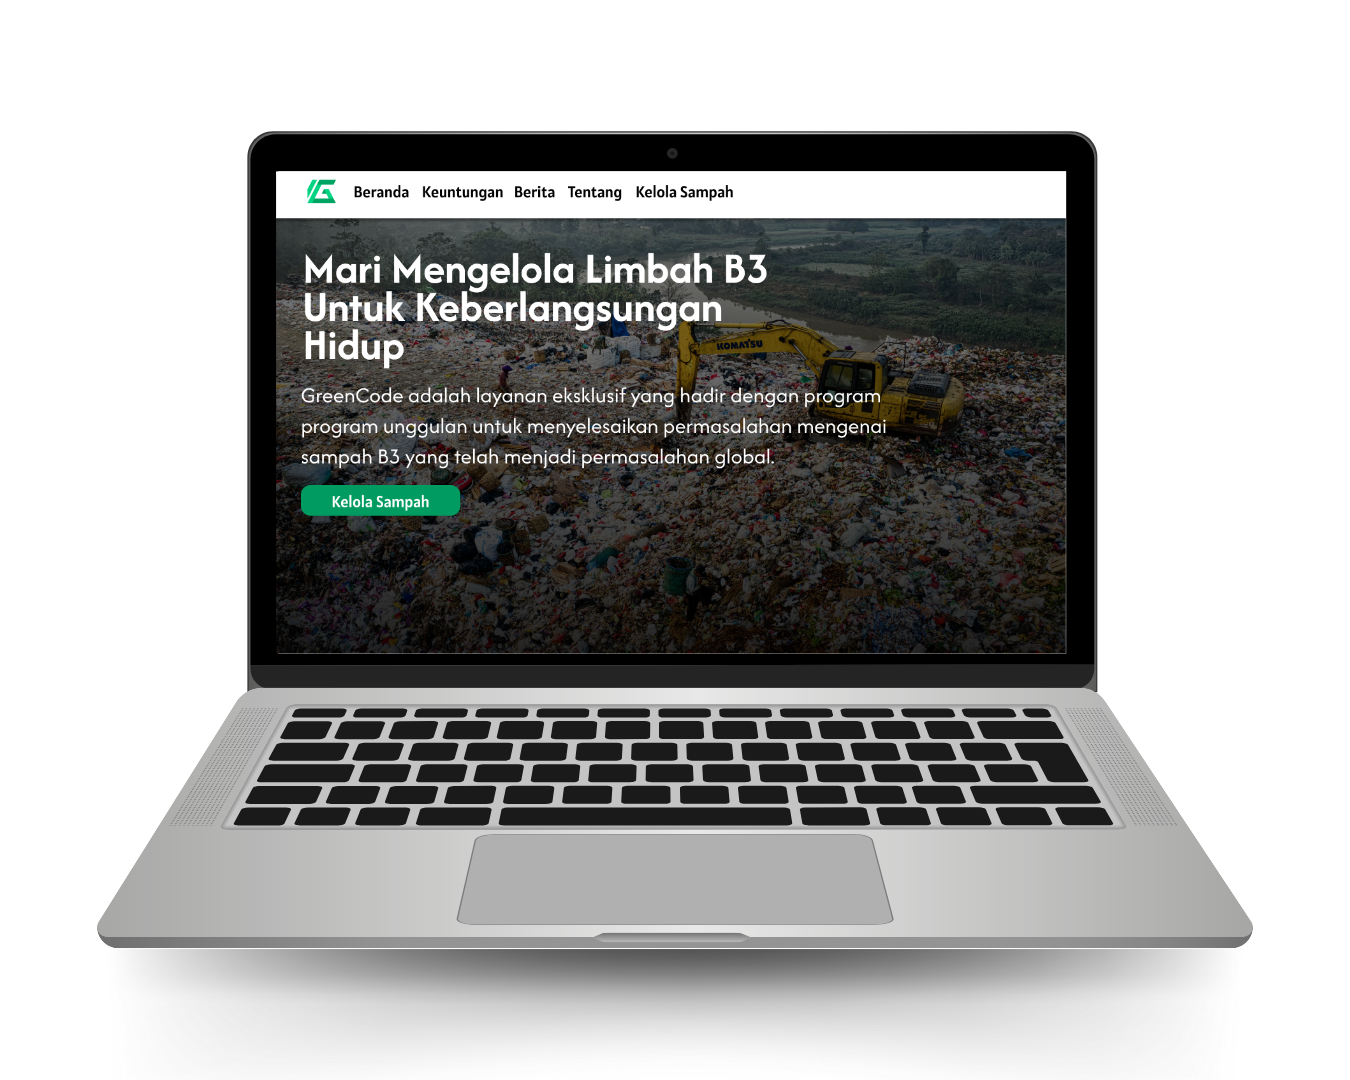 Beranda Keuntungan Berita Tentang Kelola Sampah
Mari Mengelola Limbah B3
Untuk Keberlangsungan
Hidup
KOMATSU
GreenCode adalah layanan eksklusif yang hadir dengan program
program unggulan untuk menyelesaikan permasalahan mengenai
sampah B3 yang telah menjadi permasalahan global.
Kelola Sampah